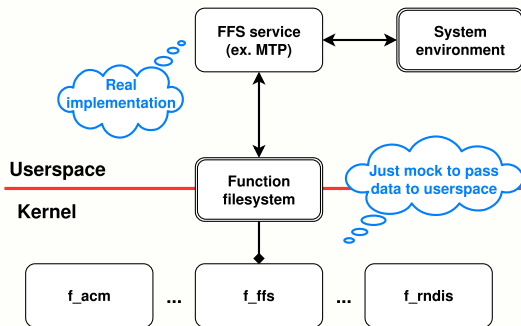 FFS service
(ex. MTP)
System
environment
Real
implementation
Userspace
Function
filesystem
Just mock to pass
data to userspace
Kernel
f_acm
...
f_ffs
...
f_rndis